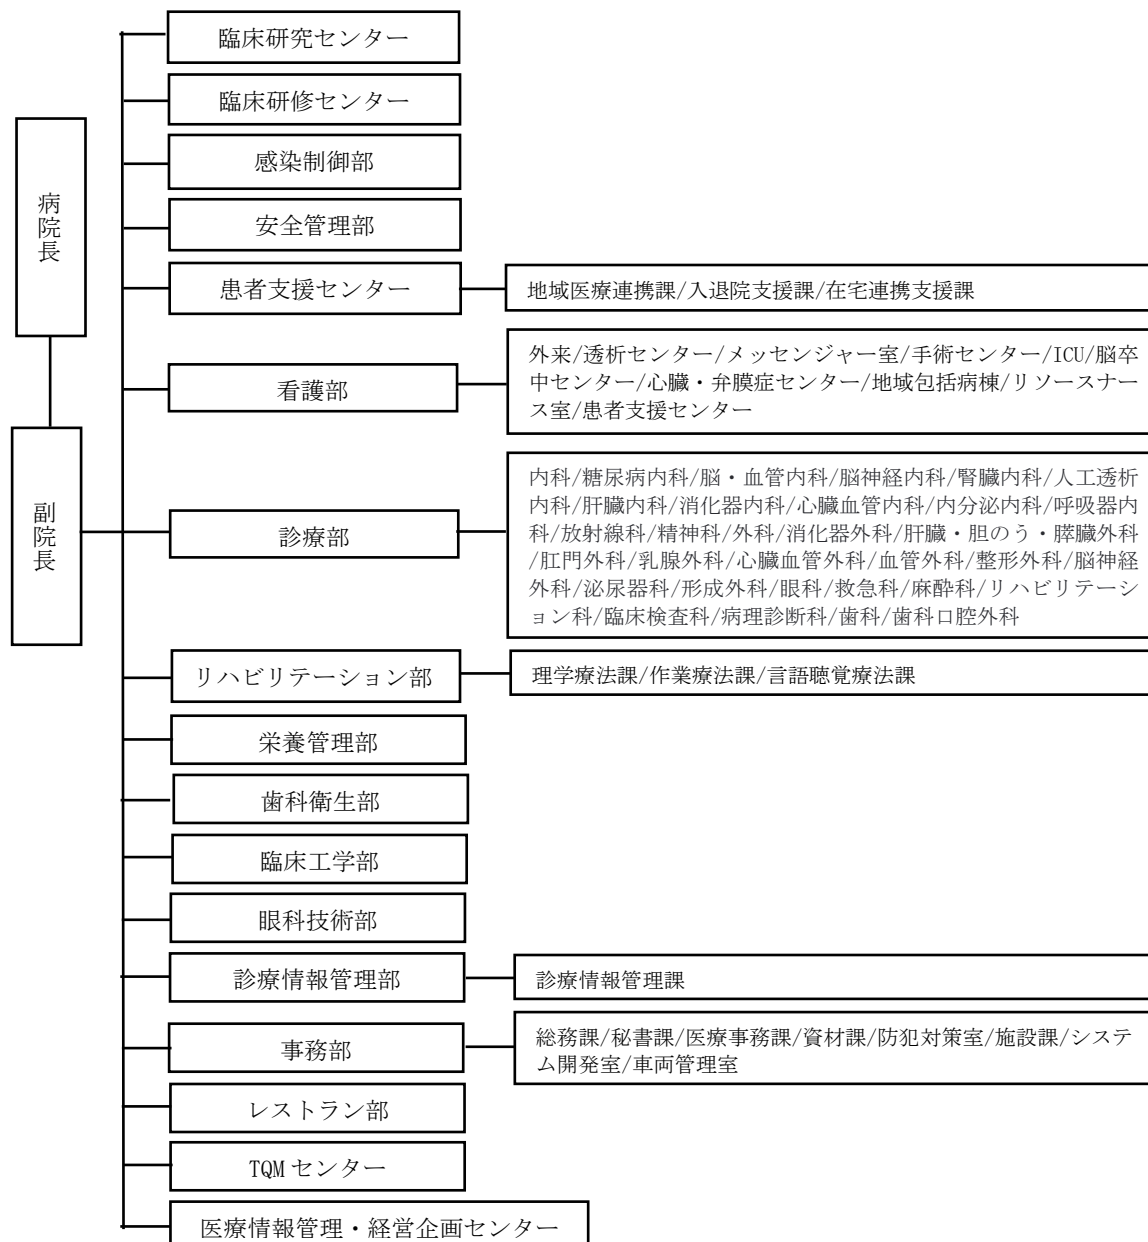 病院長
副院長
臨床研究センター
臨床研修センター
感染制御部
安全管理部
患者支援センター
地域医療連携課/入退院支援課/在宅連携支援課
看護部
外来/透析センター/メッセンジャー室/手術センター/ICU/脳卒
中センター/心臓・弁膜症センター/地域包括病棟/リソースナー
ス室/患者支援センター
診療部
内科/糖尿病内科/脳・血管内科/脳神経内科/腎臓内科/人工透析
内科/肝臓内科/消化器内科/心臓血管内科/内分泌内科/呼吸器内
科/放射線科/精神科/外科/消化器外科/肝臓・胆のう・膵臓外科
/肛門外科/乳腺外科/心臓血管外科/血管外科/整形外科/脳神経
外科/泌尿器科/形成外科/眼科/救急科/麻酔科/リハビリテーシ
ョン科/臨床検査科/病理診断科/歯科/歯科口腔外科
リハビリテーション部
理学療法課/作業療法課/言語聴覚療法課
栄養管理部
歯科衛生部
臨床工学部
眼科技術部
診療情報管理部
診療情報管理課
事務部
総務課/秘書課/医療事務課/資材課/防犯対策室/施設課/システ
ム開発室/車両管理室
レストラン部
TQM センター
医療情報管理・経営企画センター